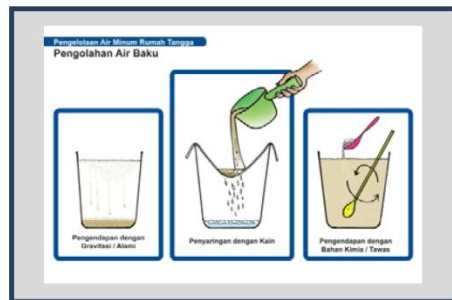 Pengelolaan Air Minum Rumah Tangga
Pengolahan Air Baku
Pengendapan dengan
Gravitasi / Alami
Penyaringan dengan Kain
Pengendapan dengan
Bahan Kimia / Tawas